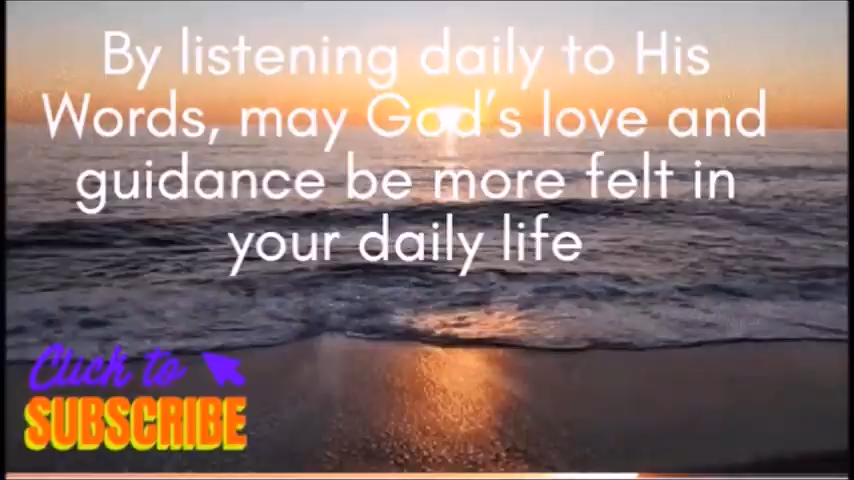 By listening daily to His
Words, may God's love and
guidance be more felt in
your daily life
Click to
SUBSCRIBE